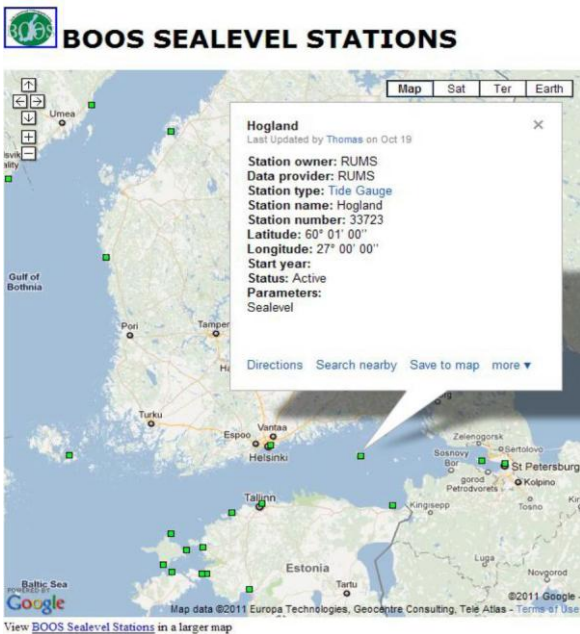 BOOS
BOOS SEALEVEL STATIONS
Map Sat Ter Earth
Umea
Hogland
Last Updated by Thomas on Oct 19
Station owner: RUMS
Data provider: RUMS
Station type: Tide Gauge
Station name: Hogland
Station number: 33723
Latitude: 60° 01' 00''
Longitude: 27° 00' 00''
Start year:
Status: Active
Parameters:
Sealevel
Directions Search nearby Save to map more ▾
Gulf of
Bothnia
Pori
Tamper
Turku
Espoo
Vantaa
Helsinki
Zelenogorsk
Sertolovo
Sosnovy
Bor
St Petersburg
gorod
Petrodvorets
Kolpino
Tallinn
Kingisepp
Tosno
Kir
Luga
Novgorod
Estonia
Tartu
Baltic Sea
POWERED BY
Google
©2011 Google -
Map data ©2011 Europa Technologies, Geocentre Consulting, Tele Atlas - Terms of Use
View BOOS Sealevel Stations in a larger map